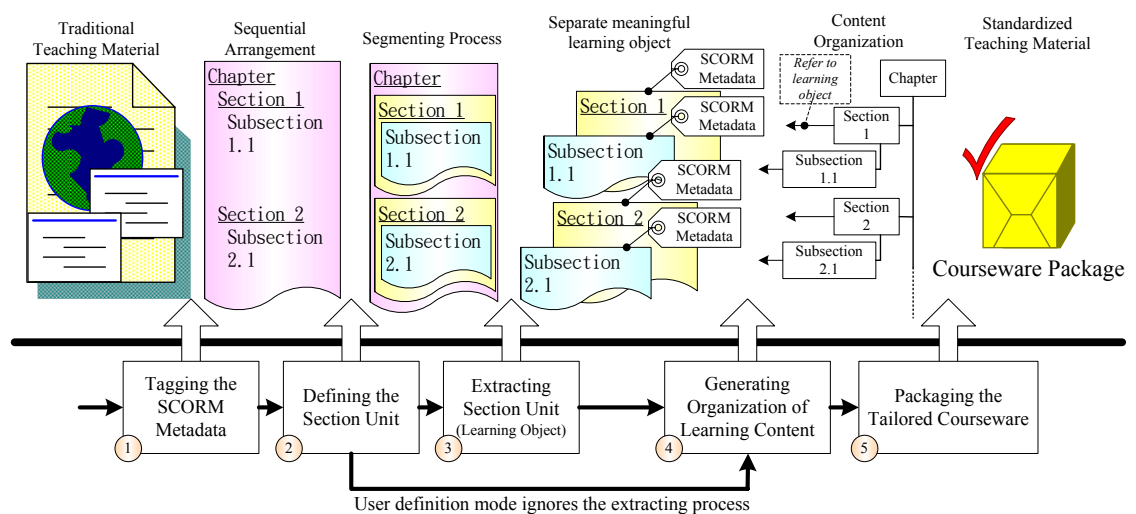 Traditional
Teaching Material
Sequential
Arrangement
Segmenting Process
Separate meaningful
learning object
Content
Organization
Standardized
Teaching Material
Chapter
Section 1
Subsection
1.1
Section 2
Subsection
2.1
Chapter
Section 1
Subsection
1.1
Section 2
Subsection
2.1
SCORM
Metadata
Section 1
SCORM
Metadata
Subsection
1.1
SCORM
Metadata
Section 2
SCORM
Metadata
Subsection
2.1
Refer to
learning
object
Chapter
Section
1
Subsection
1.1
Section
2
Subsection
2.1
Courseware Package
Tagging the
SCORM
Metadata
1
Defining the
Section Unit
2
Extracting
Section Unit
(Learning Object)
3
Generating
Organization of
Learning Content
4
Packaging the
Tailored Courseware
5
User definition mode ignores the extracting process